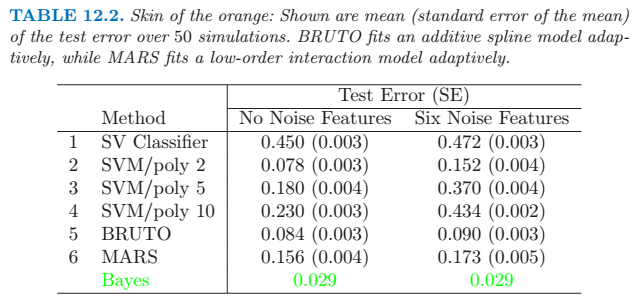 TABLE 12.2. Skin of the orange: Shown are mean (standard error of the mean)
of the test error over 50 simulations. BRUTO fits an additive spline model adap-
tively, while MARS fits a low-order interaction model adaptively.
Test Error (SE)
Method No Noise Features Six Noise Features
1 SV Classifier 0.450 (0.003) 0.472 (0.003)
2 SVM/poly 2 0.078 (0.003) 0.152 (0.004)
3 SVM/poly 5 0.180 (0.004) 0.370 (0.004)
4 SVM/poly 10 0.230 (0.003) 0.434 (0.002)
5 BRUTO 0.084 (0.003) 0.090 (0.003)
6 MARS 0.156 (0.004) 0.173 (0.005)
Bayes 0.029 0.029